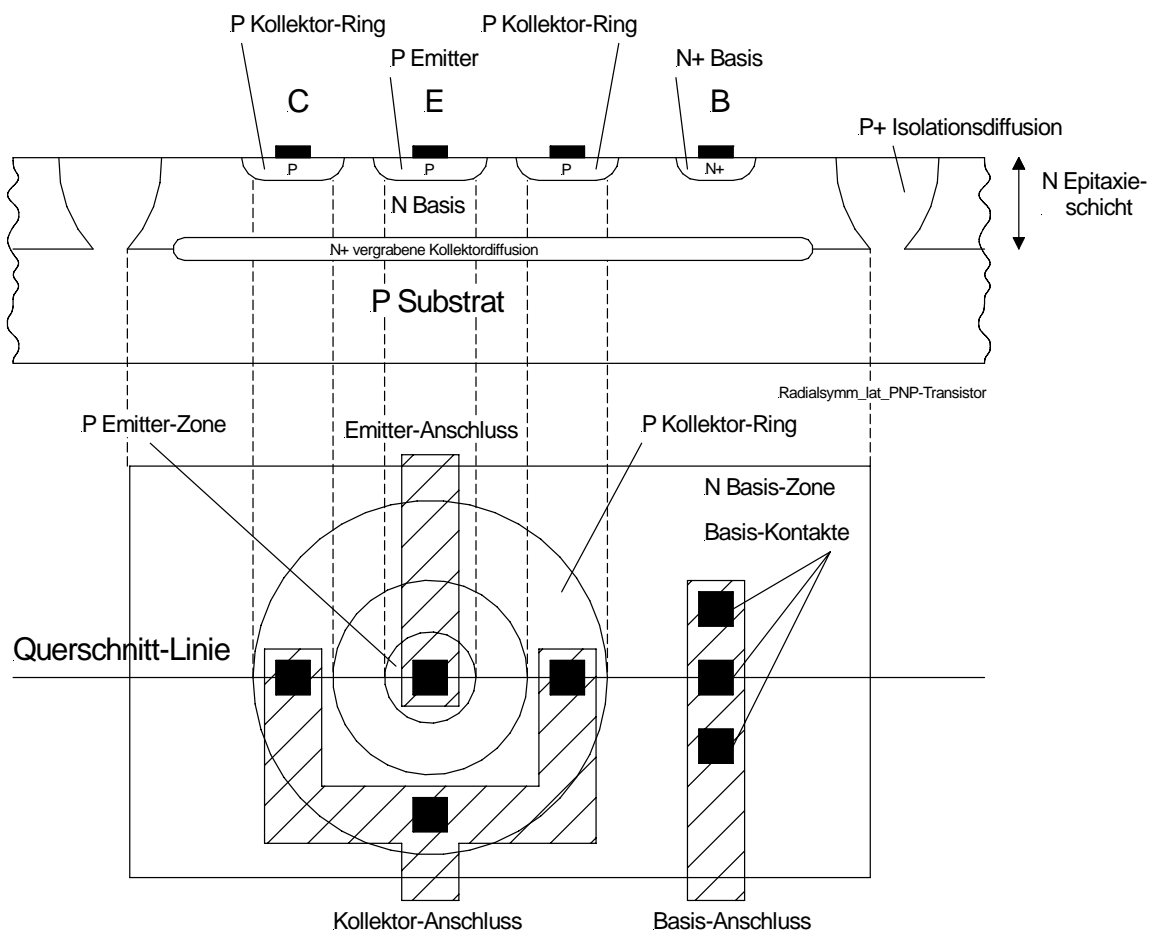 P Kollektor-Ring
P Emitter
P Kollektor-Ring
N+ Basis
C
E
B
P+ Isolationsdiffusion
P
P
P
N+
N Basis
N Epitaxie-
schicht
N+ vergrabene Kollektordiffusion
P Substrat
Radialsymm_lat_PNP-Transistor
P Emitter-Zone
Emitter-Anschluss
P Kollektor-Ring
N Basis-Zone
Basis-Kontakte
Querschnitt-Linie
Kollektor-Anschluss
Basis-Anschluss